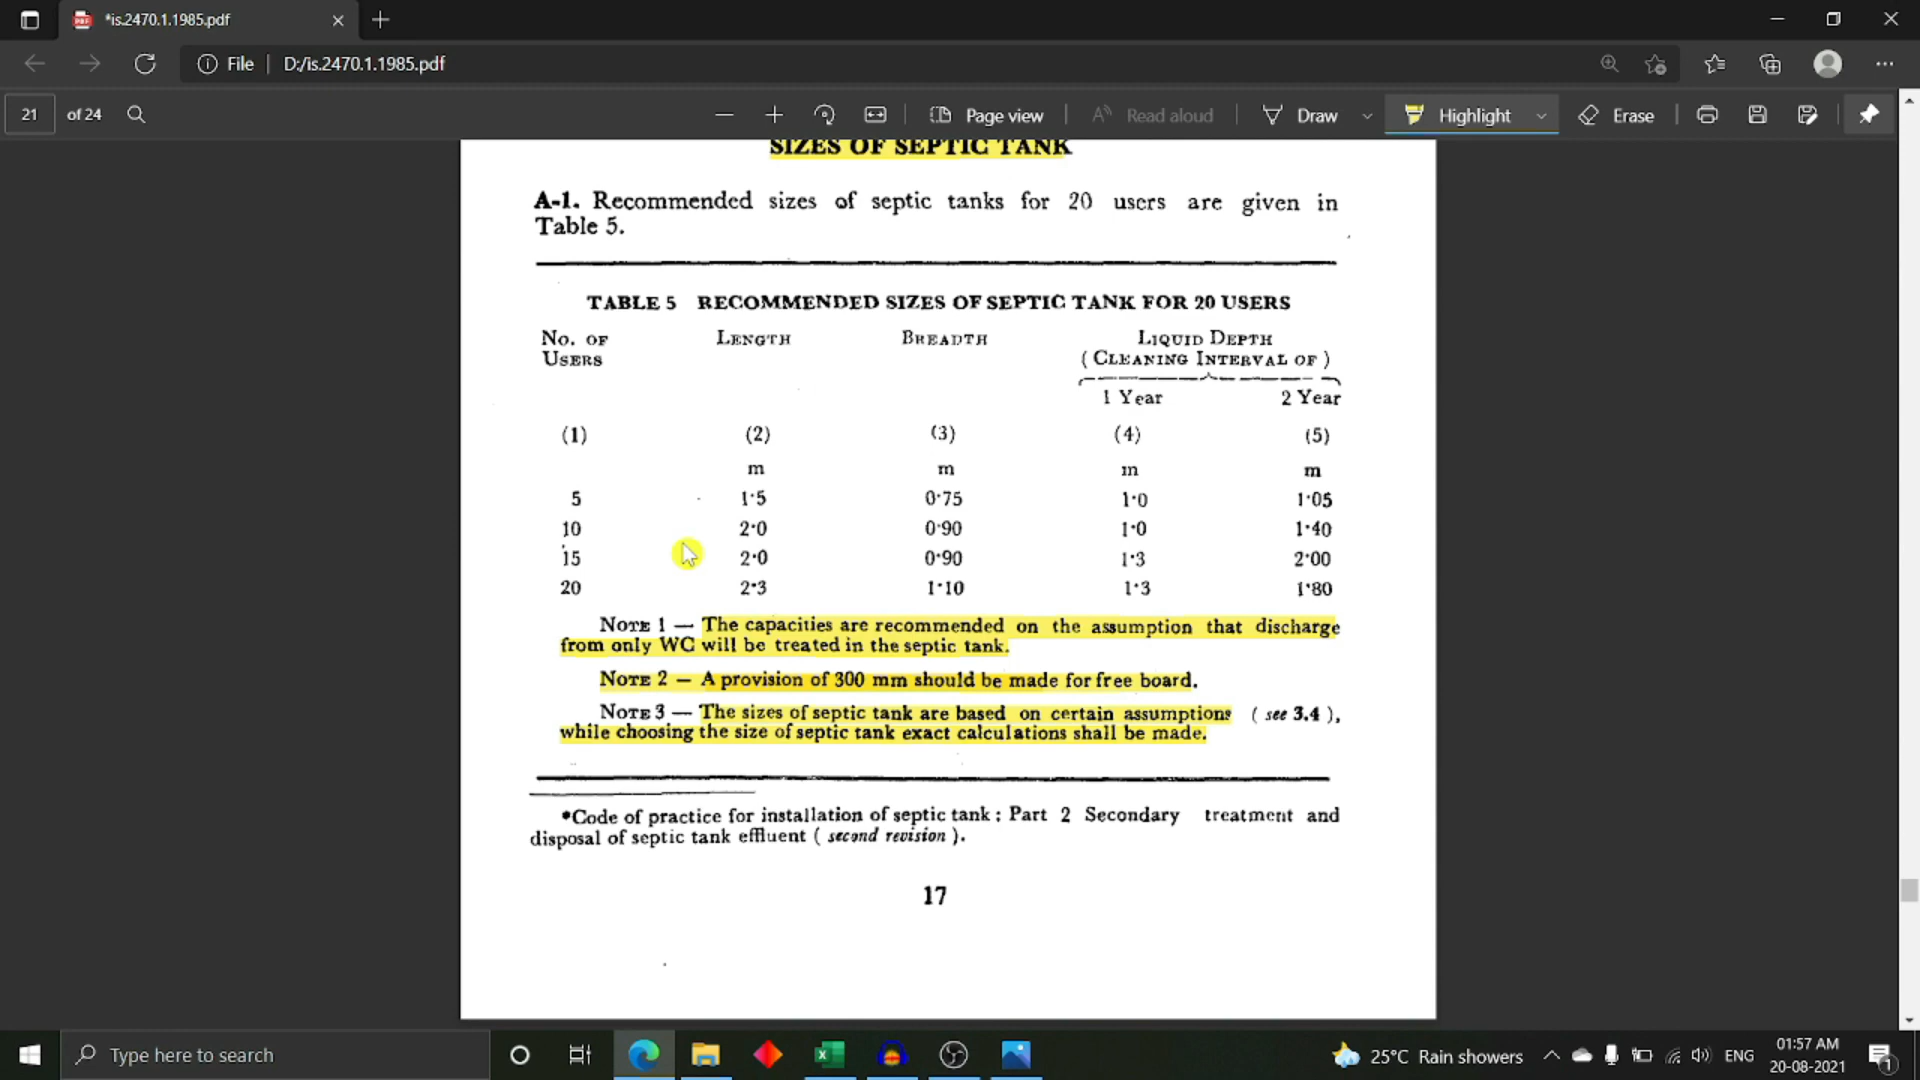 *is.2470.1.1985.pdf
File D:/is.2470.1.1985.pdf
21 of 24 Page view Read aloud Draw Highlight Erase
SIZES OF SEPTIC TANK
A-1. Recommended sizes of septic tanks for 20 users are given in
Table 5.
TABLE 5 RECOMMENDED SIZES OF SEPTIC TANK FOR 20 USERS
No. OF LENGTH BREADTH LIQUID DEPTH
USERS ( CLEANING INTERVAL OF )
1 Year 2 Year
(1) (2) (3) (4) (5)
m m m m
5 1·5 0·75 1·0 1·05
10 2·0 0·90 1·0 1·40
15 2·0 0·90 1·3 2·00
20 2·3 1·10 1·3 1·80
NOTE 1 — The capacities are recommended on the assumption that discharge
from only WC will be treated in the septic tank.
NOTE 2 — A provision of 300 mm should be made for free board.
NOTE 3 — The sizes of septic tank are based on certain assumptions ( see 3.4 ),
while choosing the size of septic tank exact calculations shall be made.
*Code of practice for installation of septic tank : Part 2 Secondary treatment and
disposal of septic tank effluent ( second revision ).
17
Type here to search 25°C Rain showers ENG 01:57 AM
20-08-2021
1